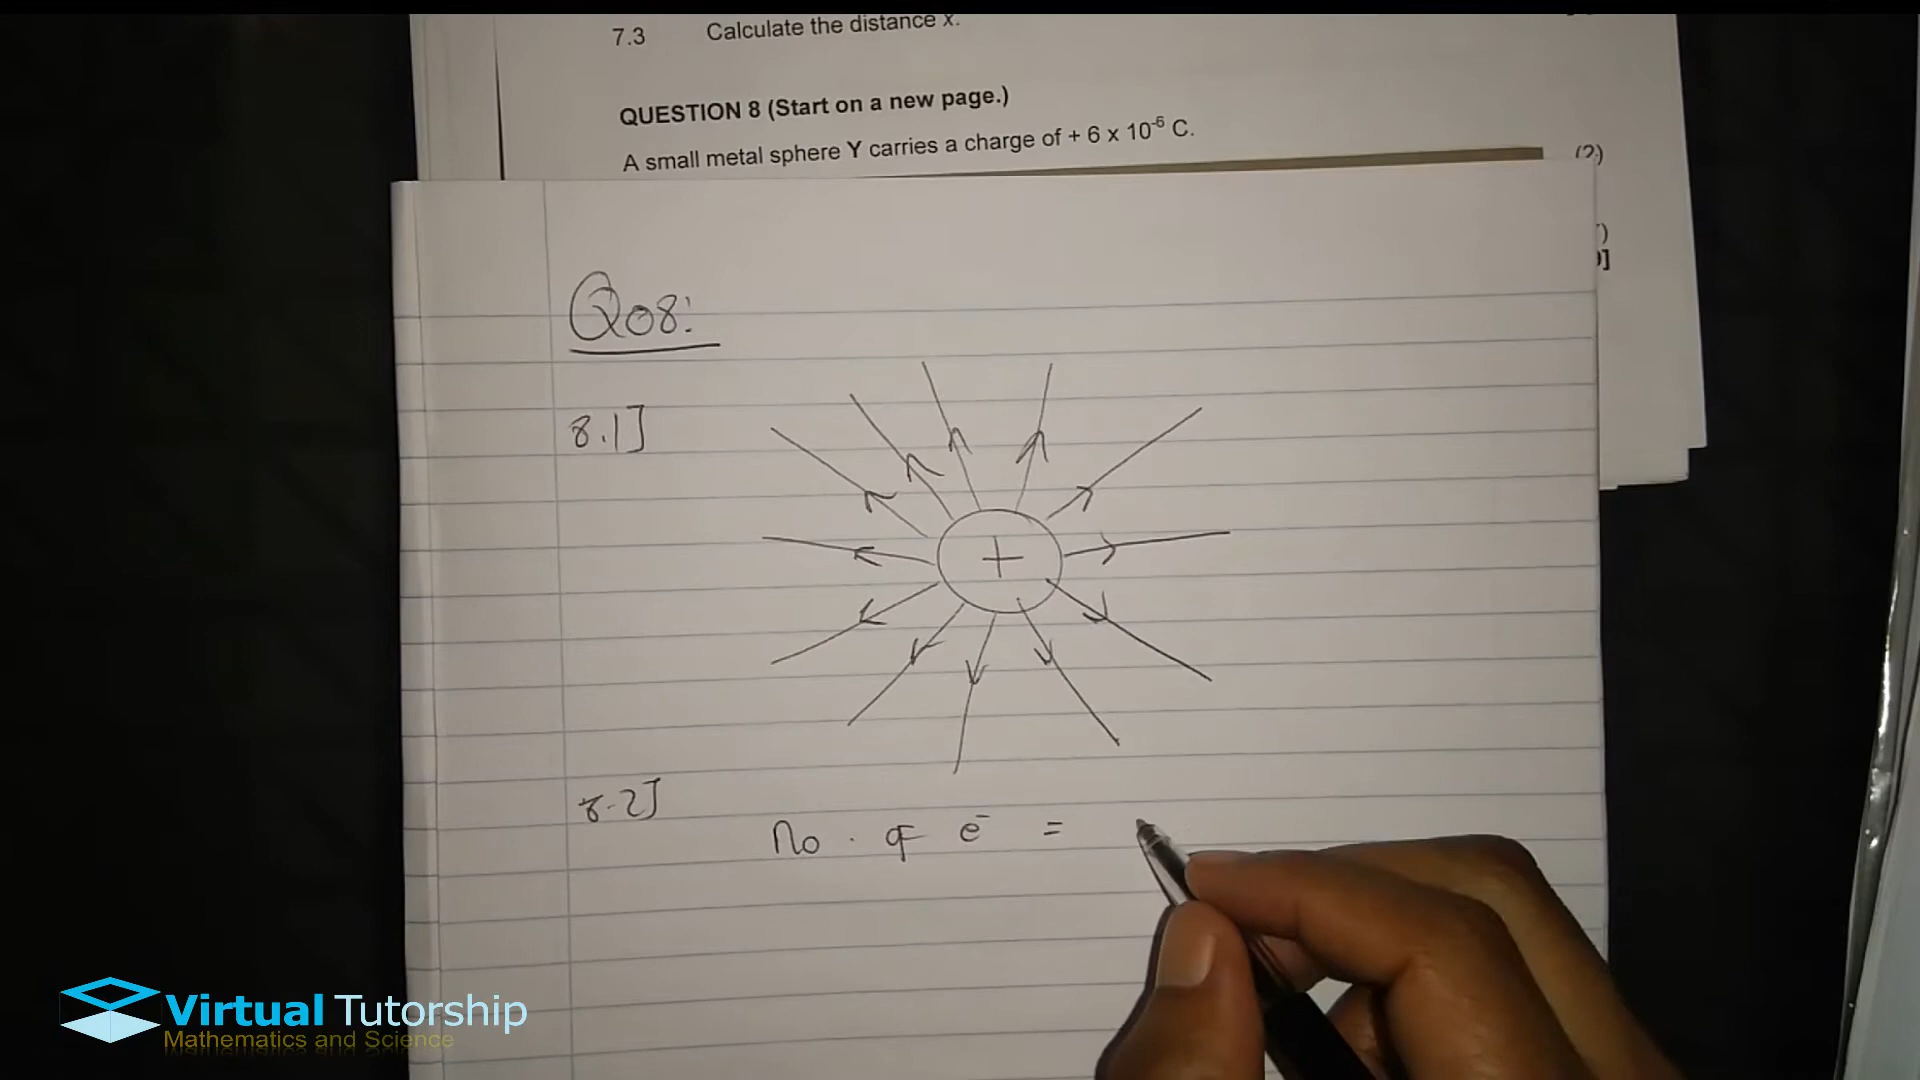 7.3 Calculate the distance x.
QUESTION 8 (Start on a new page.)
A small metal sphere Y carries a charge of + 6 x 10⁻⁶ C.
(2)
)
]
Q08:
8.1]
+
8.2]
No. of e⁻ =
Virtual Tutorship
Mathematics and Science